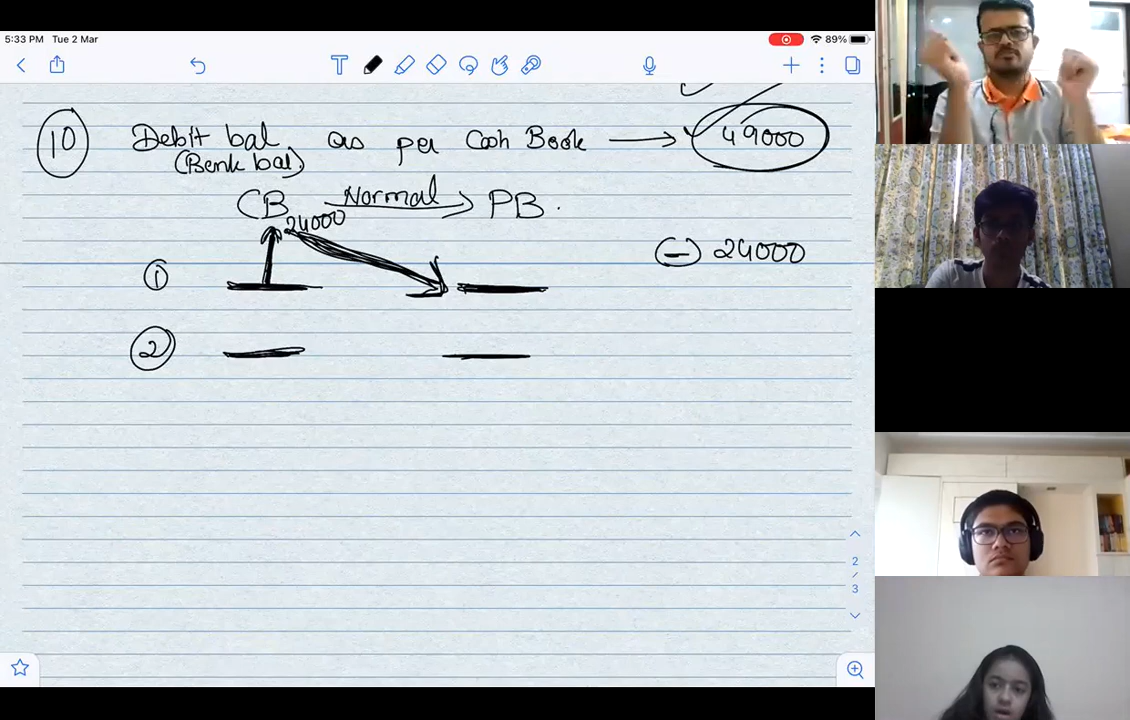 5:33 PM Tue 2 Mar
89%
10 Debit bal as per Cash Book → 49000
(Bank bal)
CB Normal PB.
24000
(-) 24000
1
2
2
/
3